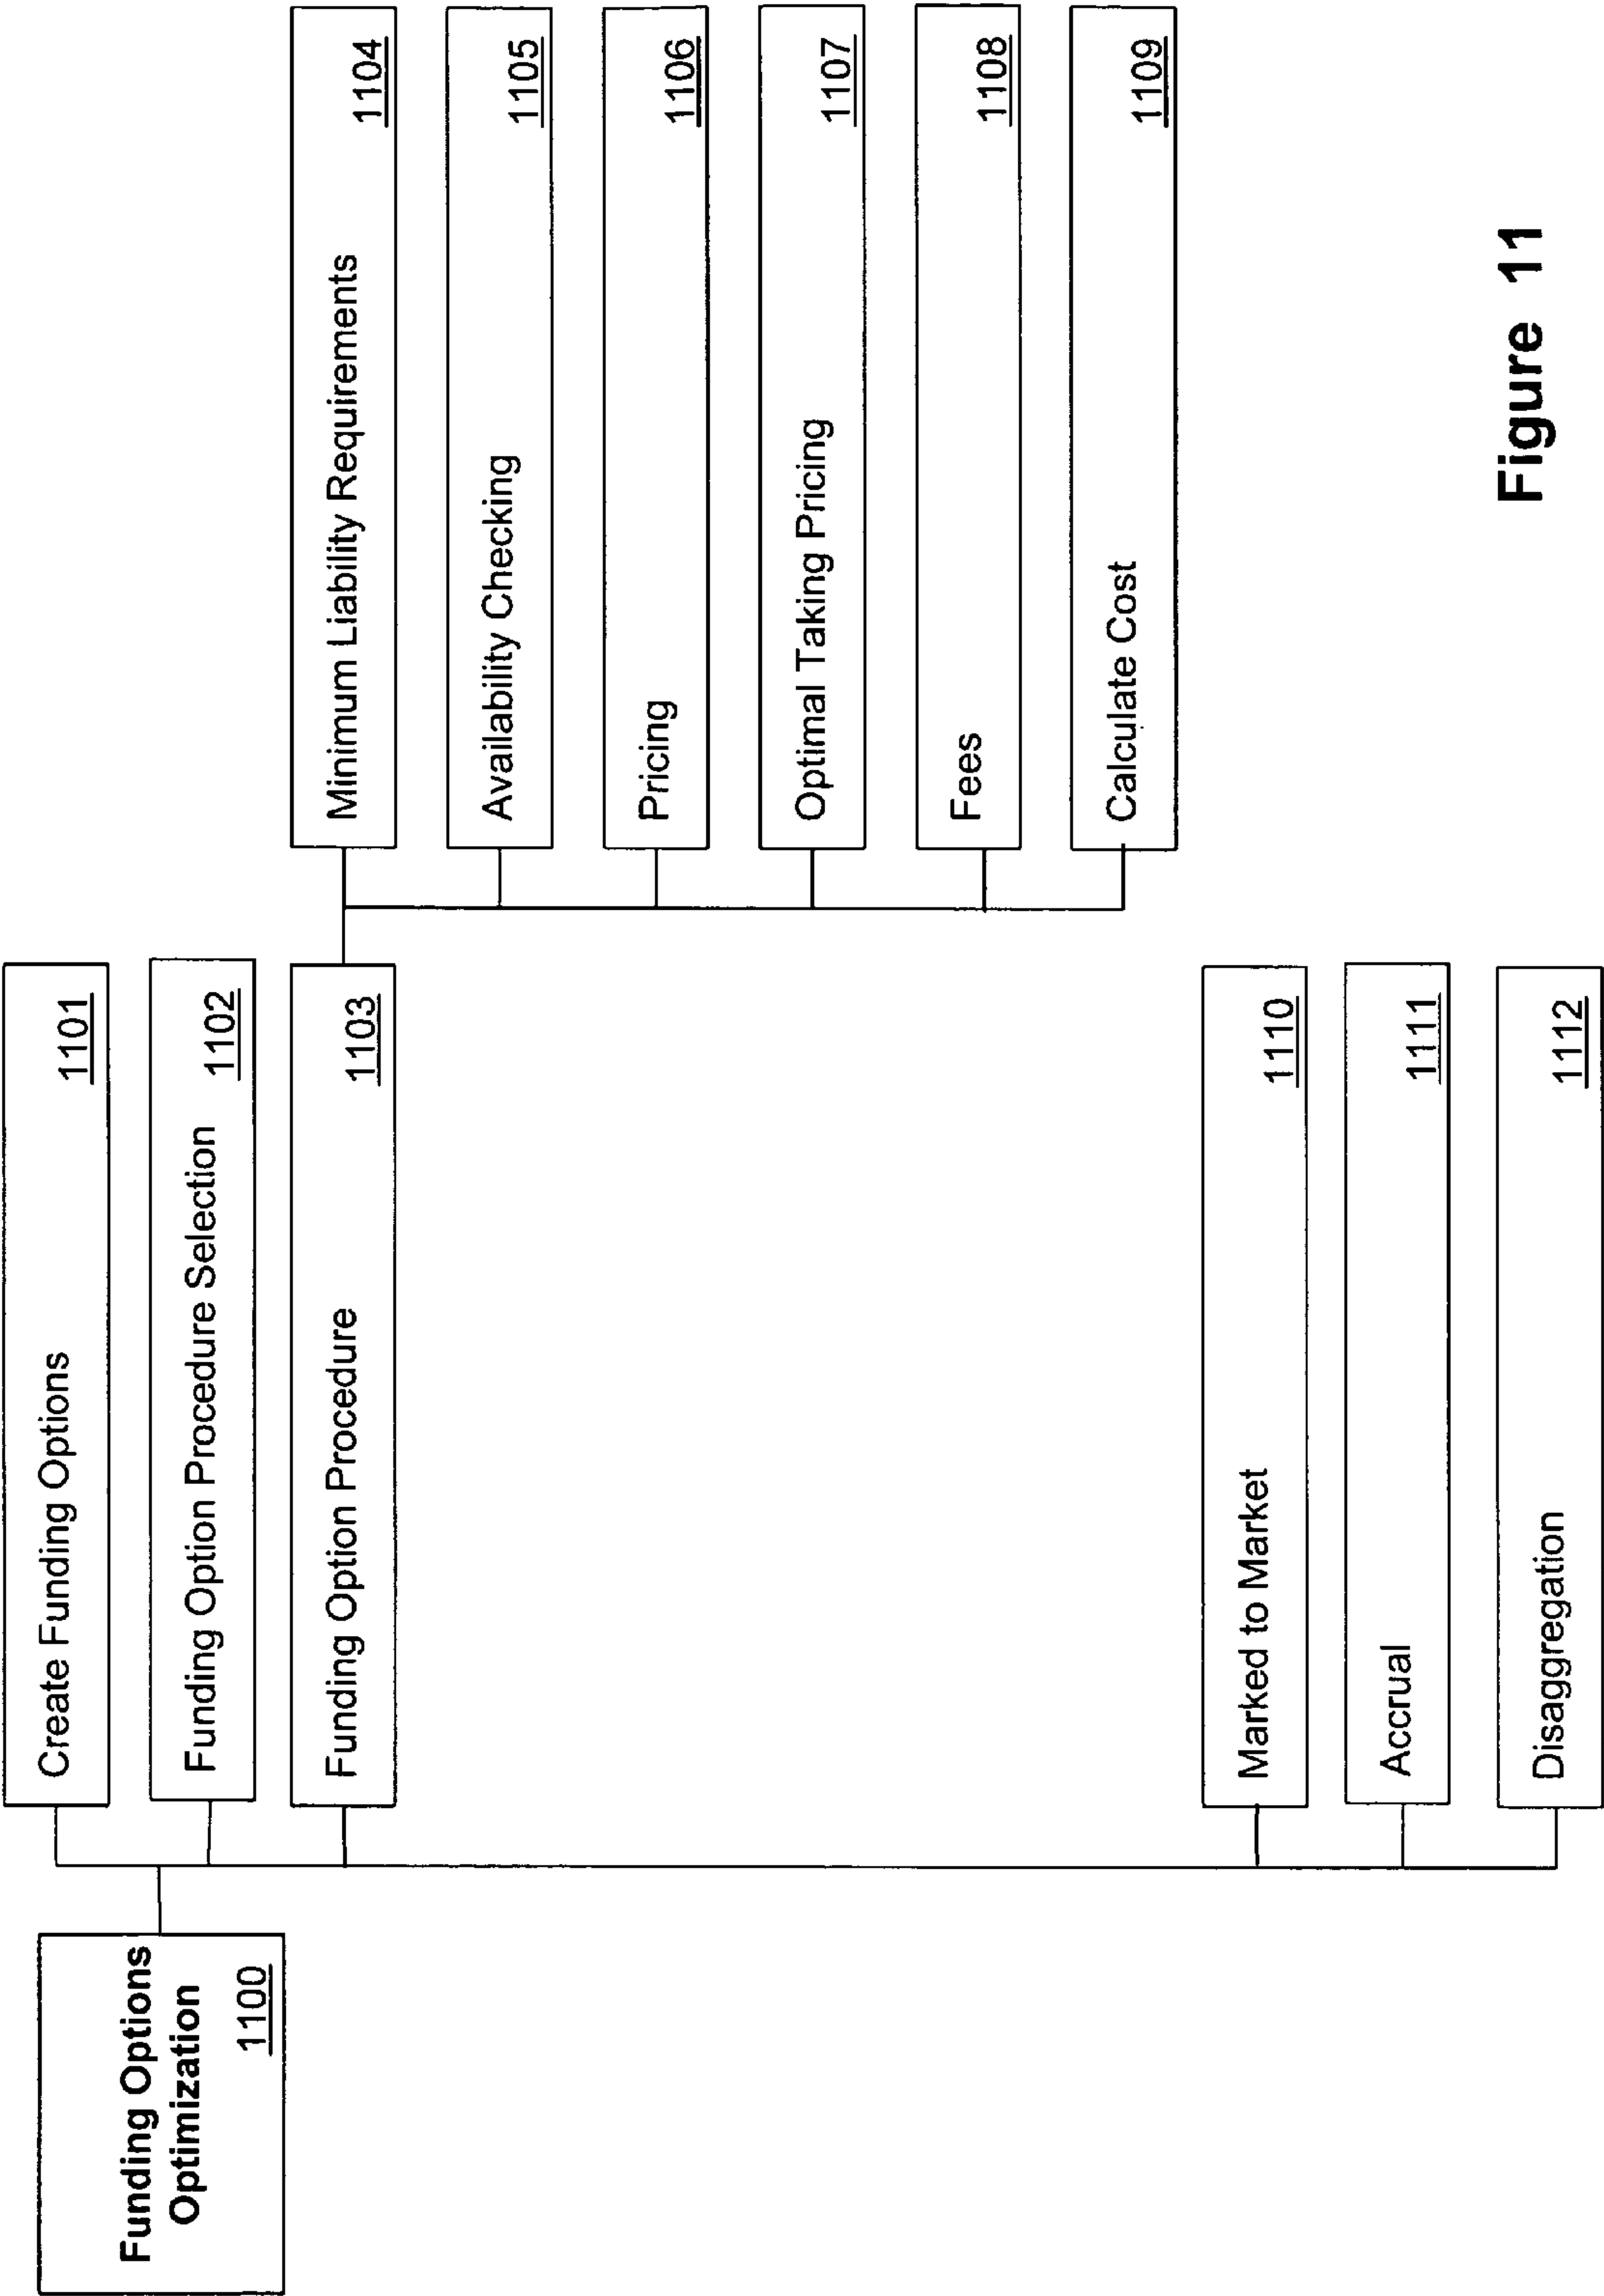 Funding Options
Optimization
1100
Create Funding Options
1101
Funding Option Procedure Selection
1102
Funding Option Procedure
1103
Minimum Liability Requirements
1104
Availability Checking
1105
Pricing
1106
Optimal Taking Pricing
1107
Fees
1108
Calculate Cost
1109
Marked to Market
1110
Accrual
1111
Disaggregation
1112
Figure 11